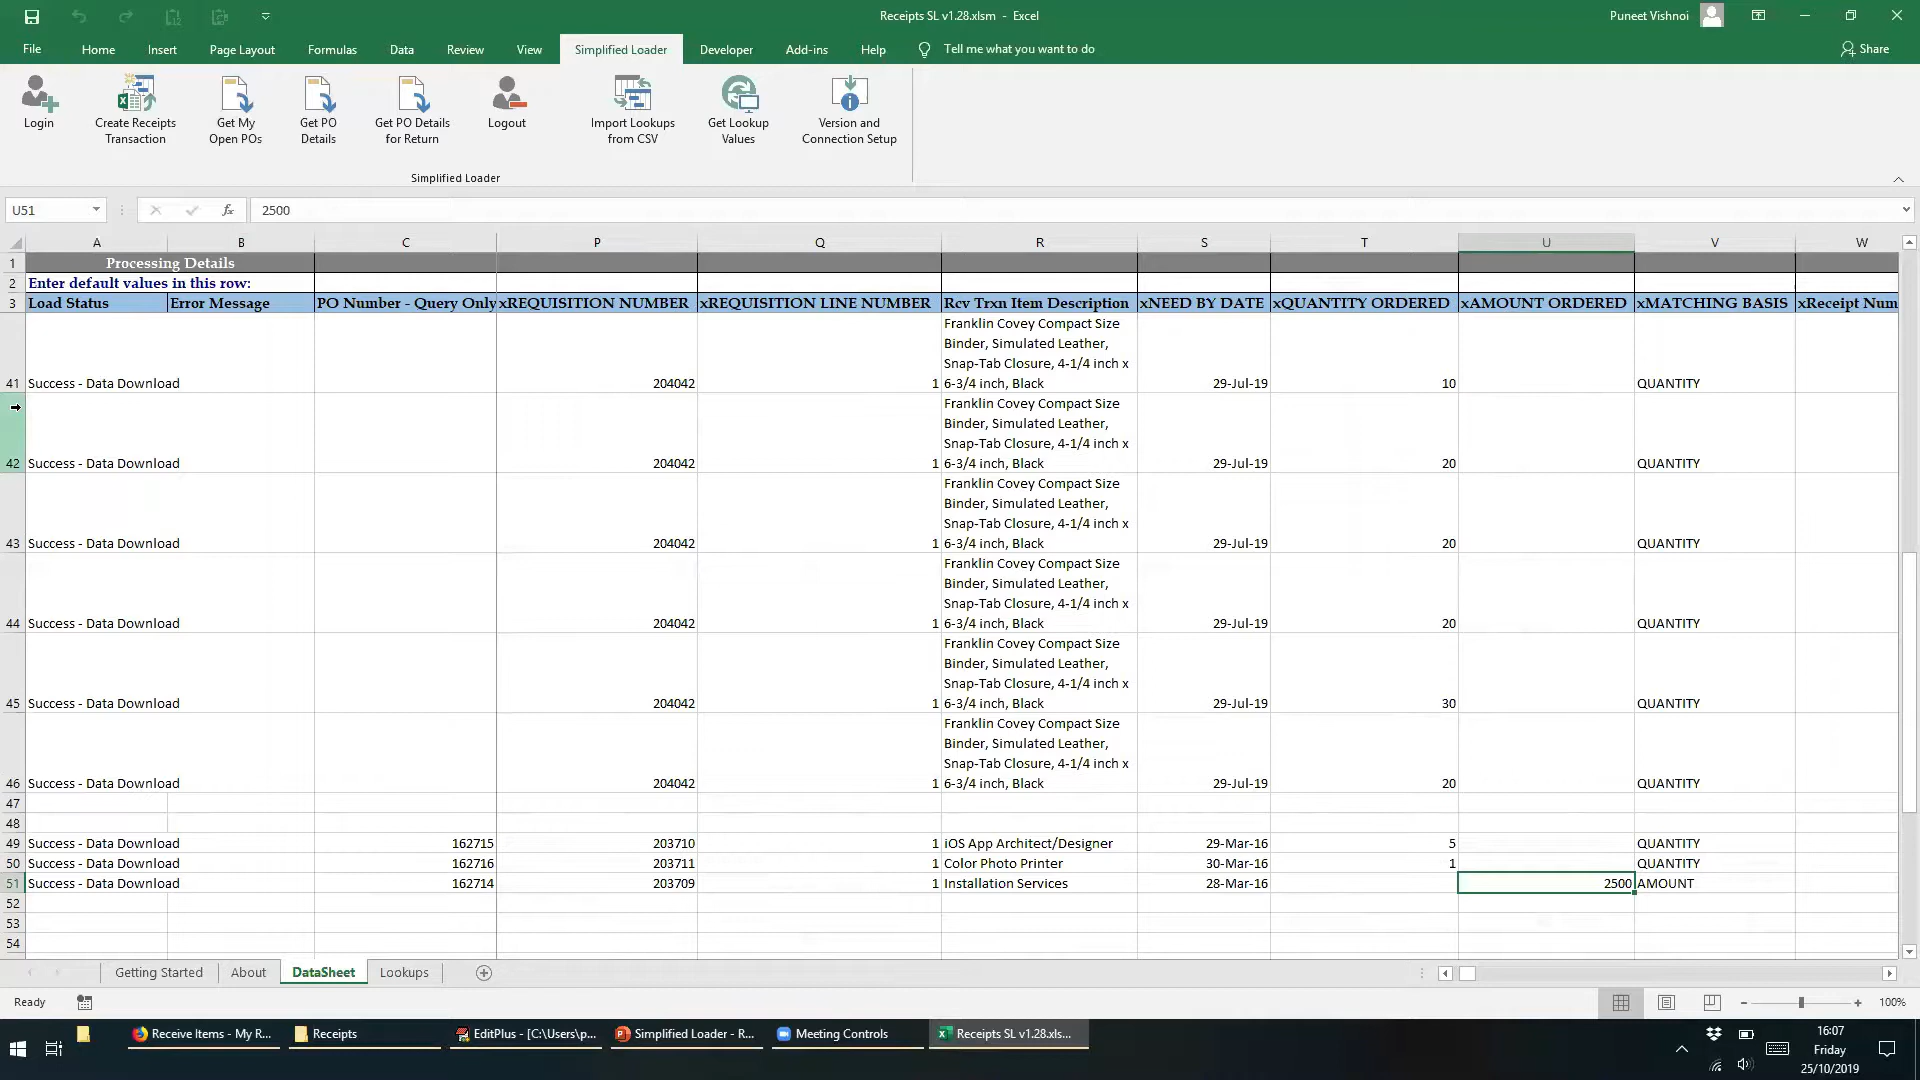 Receipts SL v1.28.xlsm - Excel
Puneet Vishnoi
File Home Insert Page Layout Formulas Data Review View Simplified Loader Developer Add-ins Help Tell me what you want to do Share
Login
Create Receipts
Transaction
Get My
Open POs
Get PO
Details
Get PO Details
for Return
Logout
Import Lookups
from CSV
Get Lookup
Values
Version and
Connection Setup
Simplified Loader
U51 fx 2500
A B C P Q R S T U V W
1 Processing Details
2 Enter default values in this row:
3 Load Status Error Message PO Number - Query Only xREQUISITION NUMBER xREQUISITION LINE NUMBER Rcv Trxn Item Description xNEED BY DATE xQUANTITY ORDERED xAMOUNT ORDERED xMATCHING BASIS xReceipt Num
Franklin Covey Compact Size
Binder, Simulated Leather,
Snap-Tab Closure, 4-1/4 inch x
41 Success - Data Download 204042 1 6-3/4 inch, Black 29-Jul-19 10 QUANTITY
Franklin Covey Compact Size
Binder, Simulated Leather,
Snap-Tab Closure, 4-1/4 inch x
42 Success - Data Download 204042 1 6-3/4 inch, Black 29-Jul-19 20 QUANTITY
Franklin Covey Compact Size
Binder, Simulated Leather,
Snap-Tab Closure, 4-1/4 inch x
43 Success - Data Download 204042 1 6-3/4 inch, Black 29-Jul-19 20 QUANTITY
Franklin Covey Compact Size
Binder, Simulated Leather,
Snap-Tab Closure, 4-1/4 inch x
44 Success - Data Download 204042 1 6-3/4 inch, Black 29-Jul-19 20 QUANTITY
Franklin Covey Compact Size
Binder, Simulated Leather,
Snap-Tab Closure, 4-1/4 inch x
45 Success - Data Download 204042 1 6-3/4 inch, Black 29-Jul-19 30 QUANTITY
Franklin Covey Compact Size
Binder, Simulated Leather,
Snap-Tab Closure, 4-1/4 inch x
46 Success - Data Download 204042 1 6-3/4 inch, Black 29-Jul-19 20 QUANTITY
47
48
49 Success - Data Download 162715 203710 1 iOS App Architect/Designer 29-Mar-16 5 QUANTITY
50 Success - Data Download 162716 203711 1 Color Photo Printer 30-Mar-16 1 QUANTITY
51 Success - Data Download 162714 203709 1 Installation Services 28-Mar-16 2500 AMOUNT
52
53
54
Getting Started About DataSheet Lookups
Ready 100%
Receive Items - My R... Receipts EditPlus - [C:\Users\p... Simplified Loader - R... Meeting Controls Receipts SL v1.28.xls...
16:07
Friday
25/10/2019